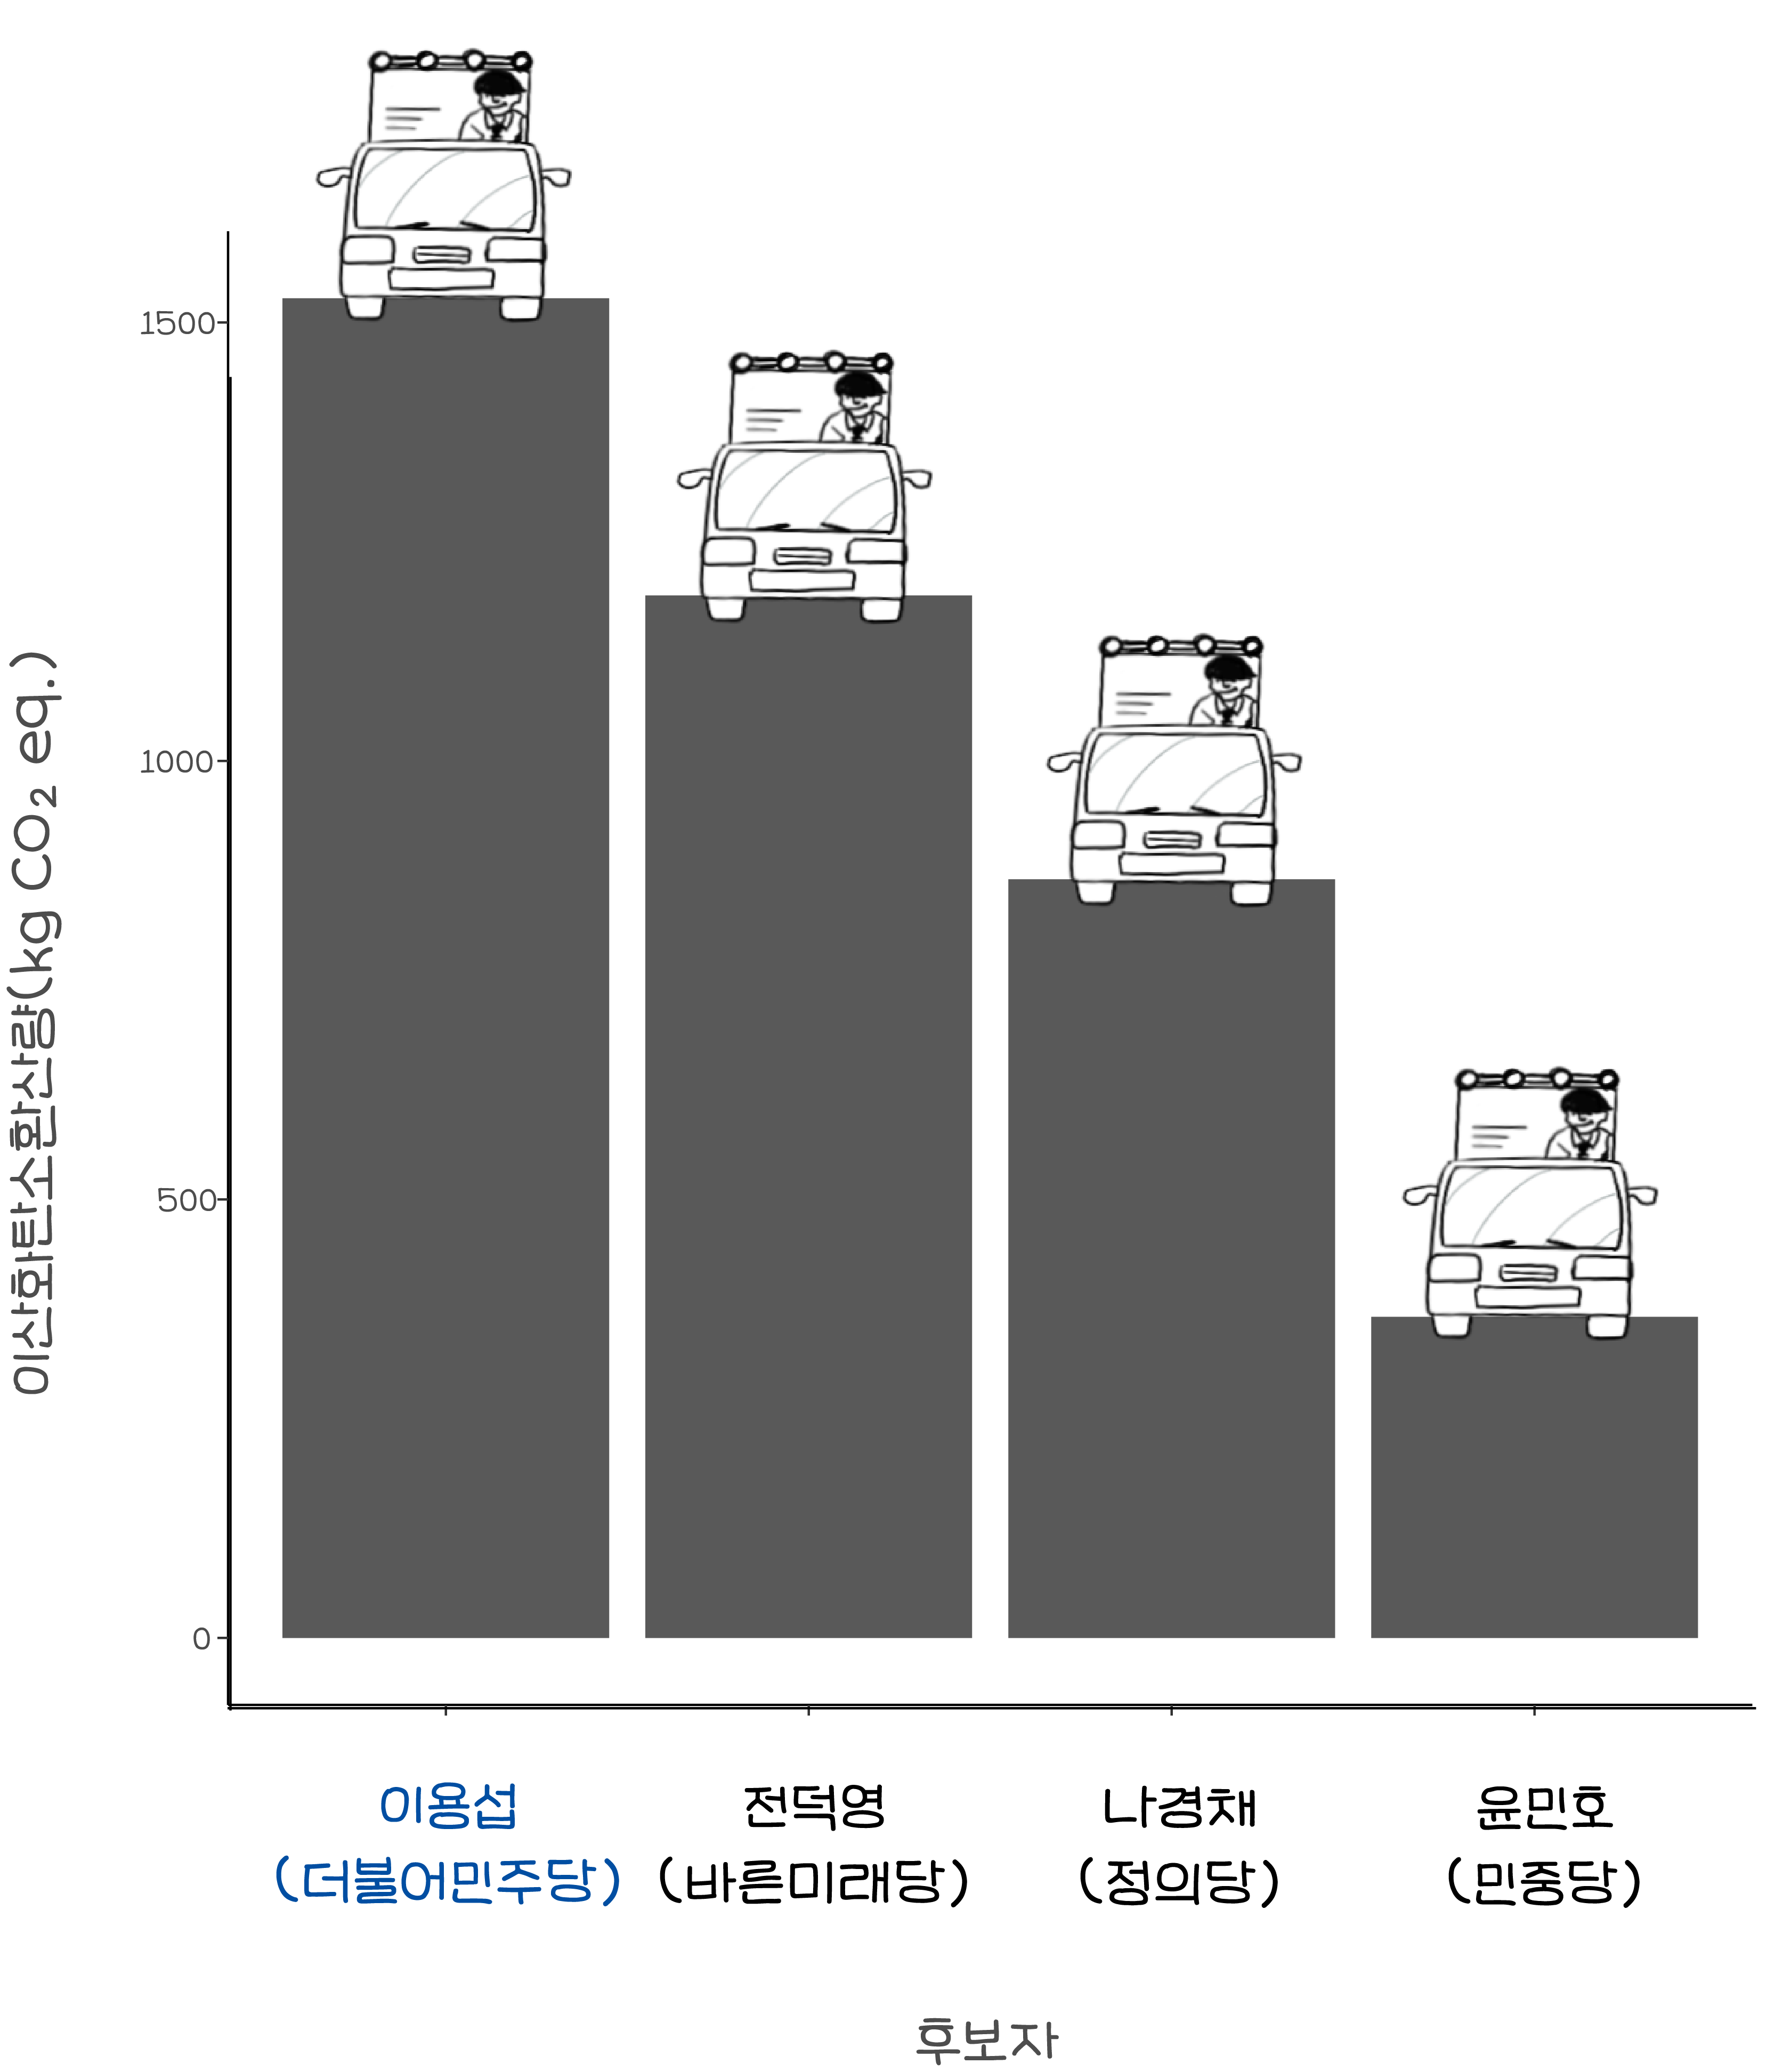 이산화탄소환산량(kg CO₂ eq.)
1500
1000
500
0
이용섭 전덕영 나경채 윤민호
(더불어민주당) (바른미래당) (정의당) (민중당)
후보자